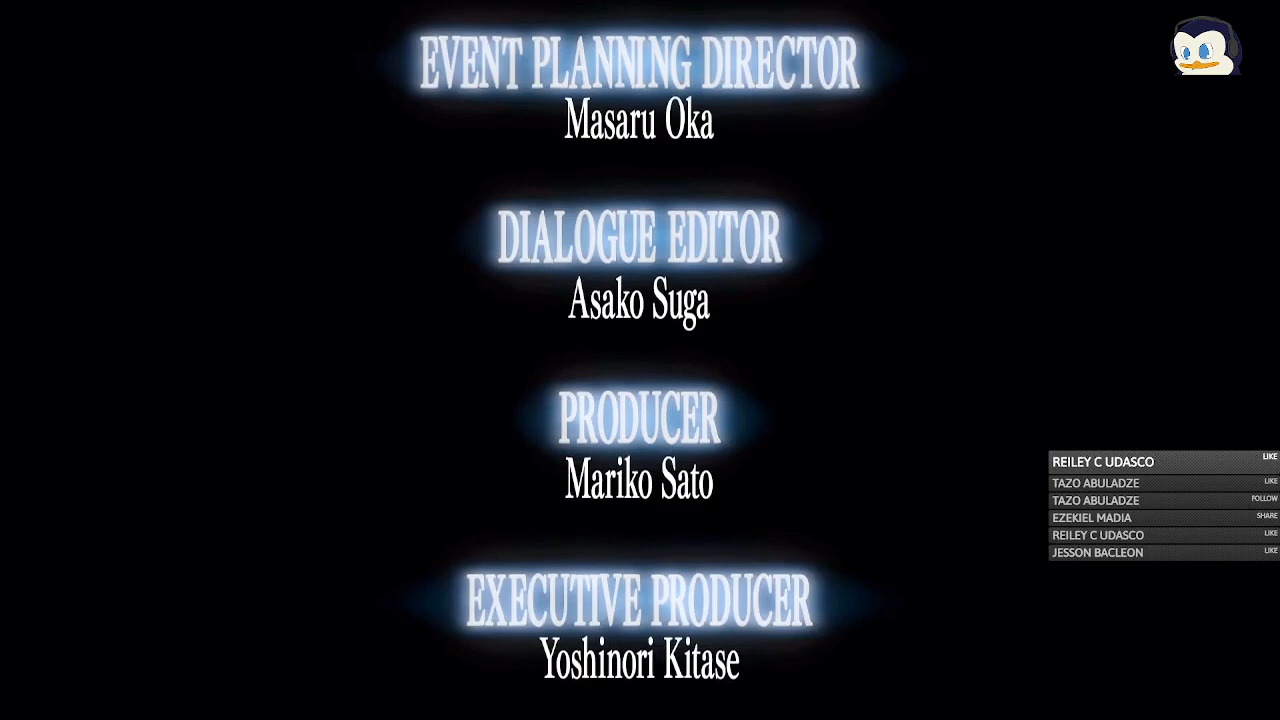 EVENT PLANNING DIRECTOR
Masaru Oka
DIALOGUE EDITOR
Asako Suga
PRODUCER
Mariko Sato
EXECUTIVE PRODUCER
Yoshinori Kitase
REILEY C UDASCO LIKE
TAZO ABULADZE LIKE
TAZO ABULADZE FOLLOW
EZEKIEL MADIA SHARE
REILEY C UDASCO LIKE
JESSON BACLEON LIKE